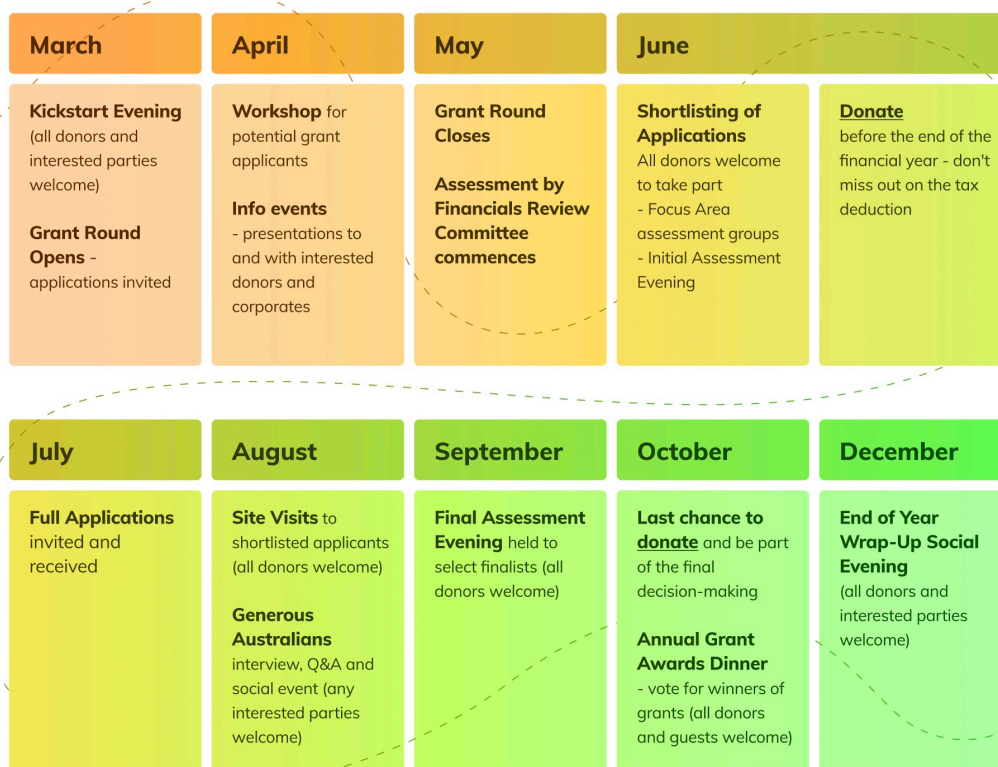 March
Kickstart Evening
(all donors and
interested parties
welcome)
Grant Round
Opens -
applications invited
April
Workshop for
potential grant
applicants
Info events
- presentations to
and with interested
donors and
corporates
May
Grant Round
Closes
Assessment by
Financials Review
Committee
commences
June
Shortlisting of
Applications
All donors welcome
to take part
- Focus Area
assessment groups
- Initial Assessment
Evening
Donate
before the end of the
financial year - don't
miss out on the tax
deduction
July
Full Applications
invited and
received
August
Site Visits to
shortlisted applicants
(all donors welcome)
Generous
Australians
interview, Q&A and
social event (any
interested parties
welcome)
September
Final Assessment
Evening held to
select finalists (all
donors welcome)
October
Last chance to
donate and be part
of the final
decision-making
Annual Grant
Awards Dinner
- vote for winners of
grants (all donors
and guests welcome)
December
End of Year
Wrap-Up Social
Evening
(all donors and
interested parties
welcome)